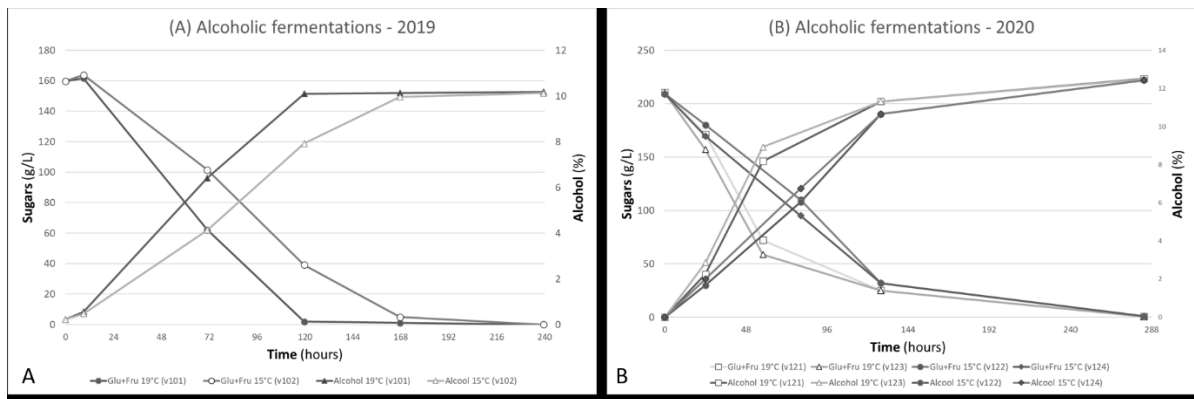 (A) Alcoholic fermentations - 2019
180
160
140
120
100
80
60
40
20
0
Sugars (g/L)
12
10
8
6
4
2
0
Alcohol (%)
0 24 48 72 96 120 144 168 192 216 240
Time (hours)
Glu+Fru 19°C (v101) Glu+Fru 15°C (v102) Alcohol 19°C (v101) Alcool 15°C (v102)
A
(B) Alcoholic fermentations - 2020
250
200
150
100
50
0
Sugars (g/L)
14
12
10
8
6
4
2
0
Alcohol (%)
0 48 96 144 192 240 288
Time (hours)
Glu+Fru 19°C (v121) Glu+Fru 19°C (v123) Glu+Fru 15°C (v122) Glu+Fru 15°C (v124)
Alcohol 19°C (v121) Alcohol 19°C (v123) Alcool 15°C (v122) Alcool 15°C (v124)
B